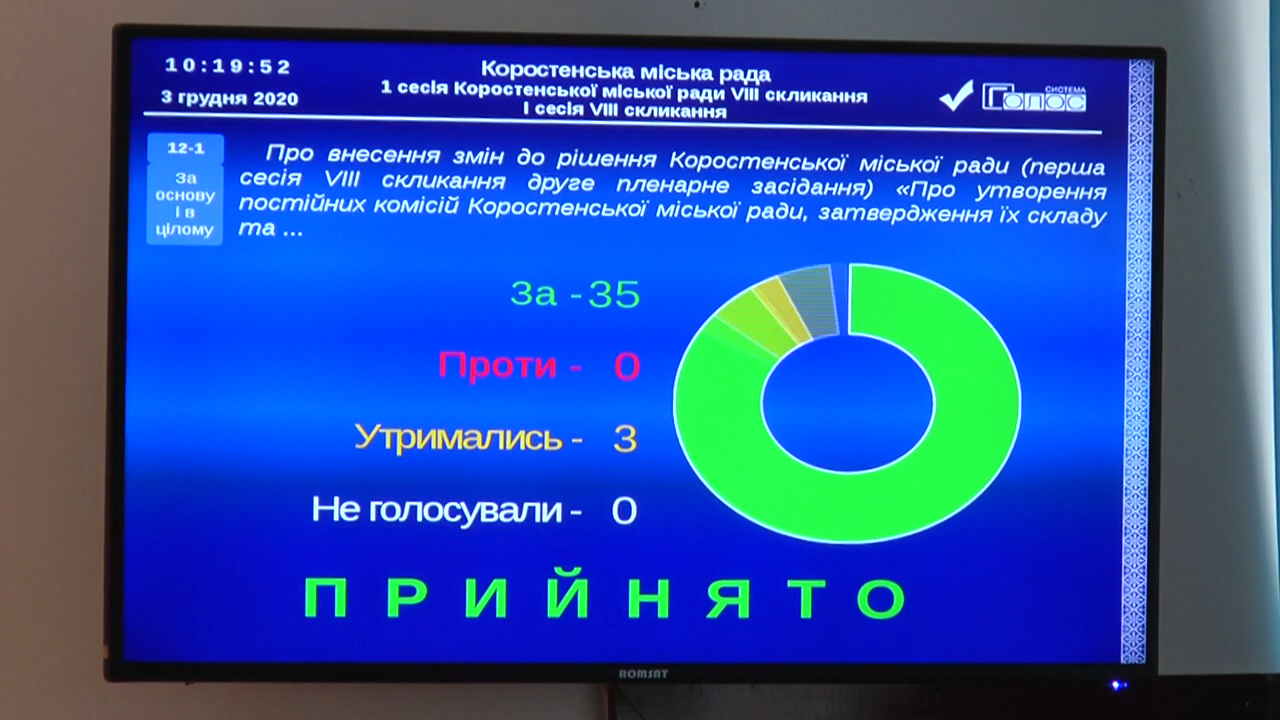 10:19:52
3 грудня 2020
Коростенська міська рада
1 сесія Коростенської міської ради VIII скликання
І сесія VIII скликання
СИСТЕМА
Голос
12-1
За
основу
і в
цілому
Про внесення змін до рішення Коростенської міської ради (перша
сесія VIII скликання друге пленарне засідання) «Про утворення
постійних комісій Коростенської міської ради, затвердження їх складу
та ...
За - 35
Проти - 0
Утримались - 3
Не голосували - 0
ПРИЙНЯТО
ROMSAT